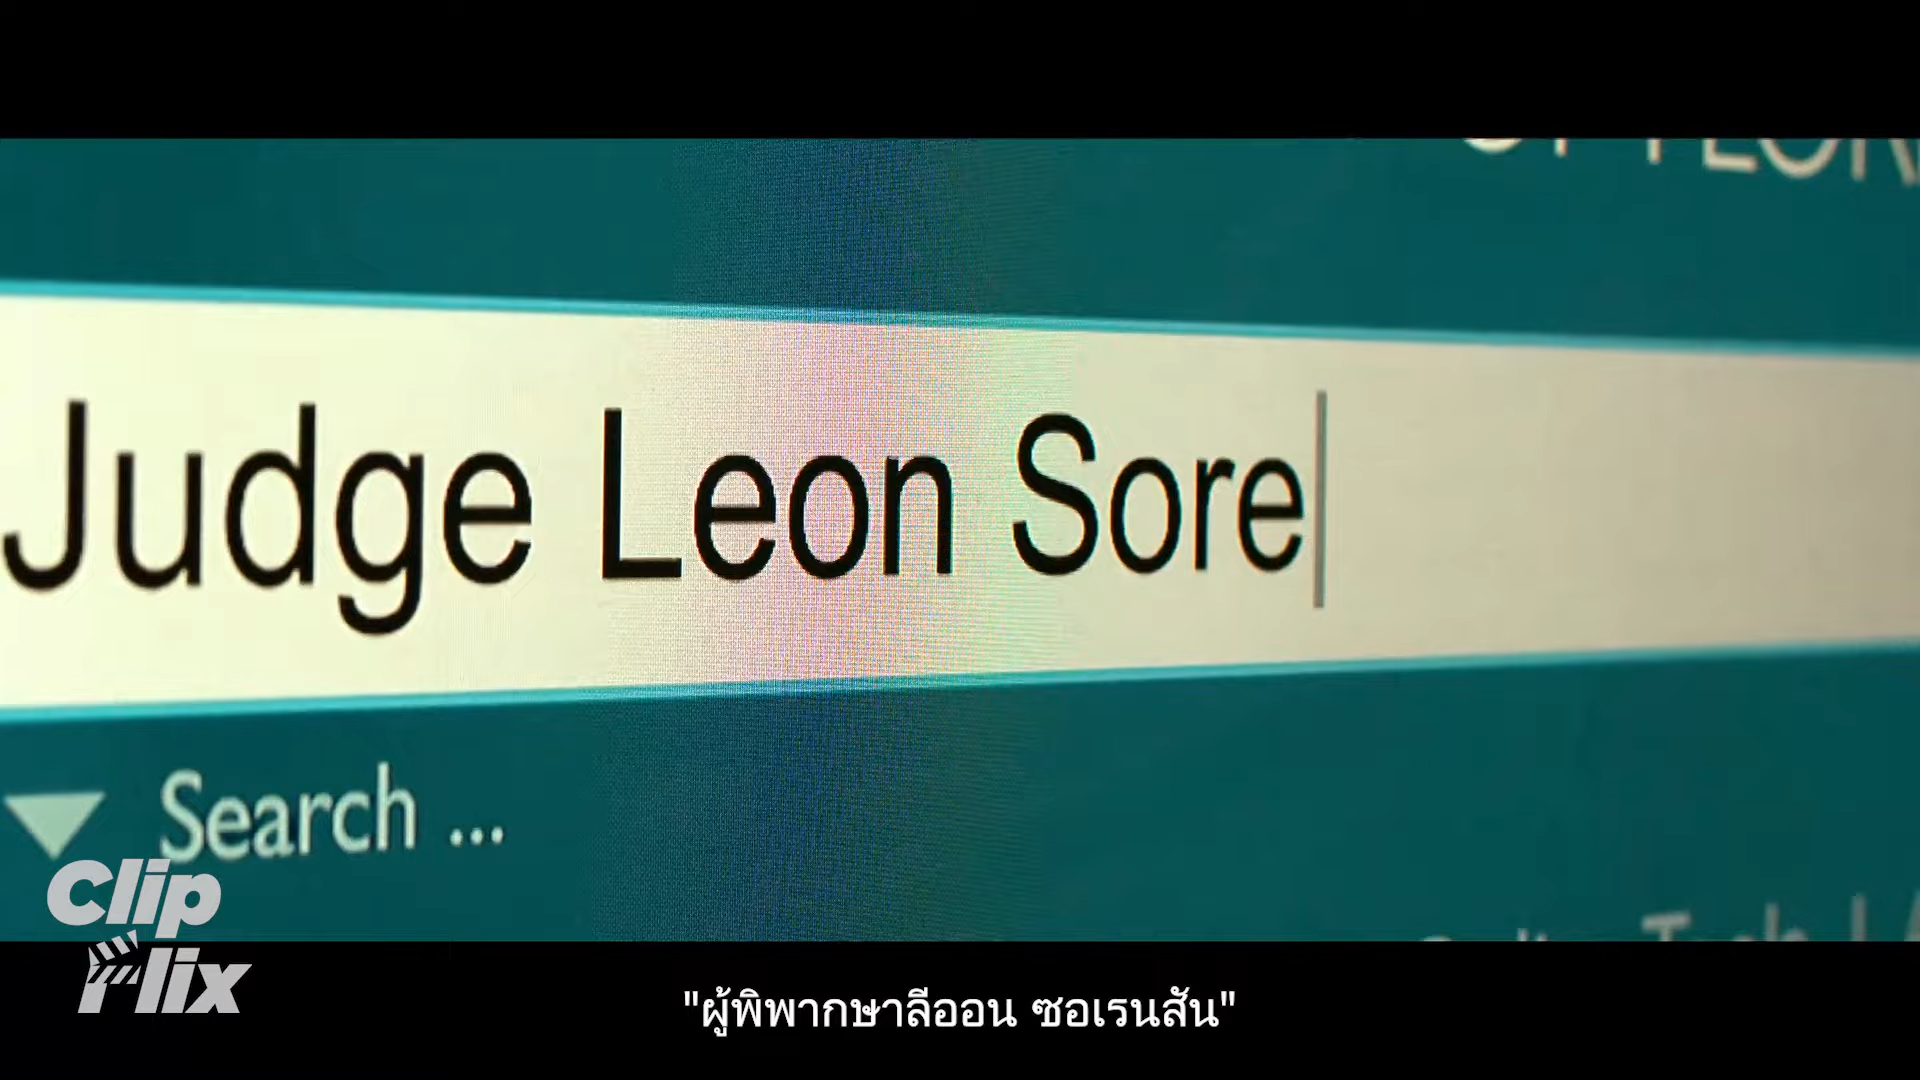 Judge Leon Sore
Search ...
Clip
Flix
"ผู้พิพากษาลีออน ซอเรนสัน"